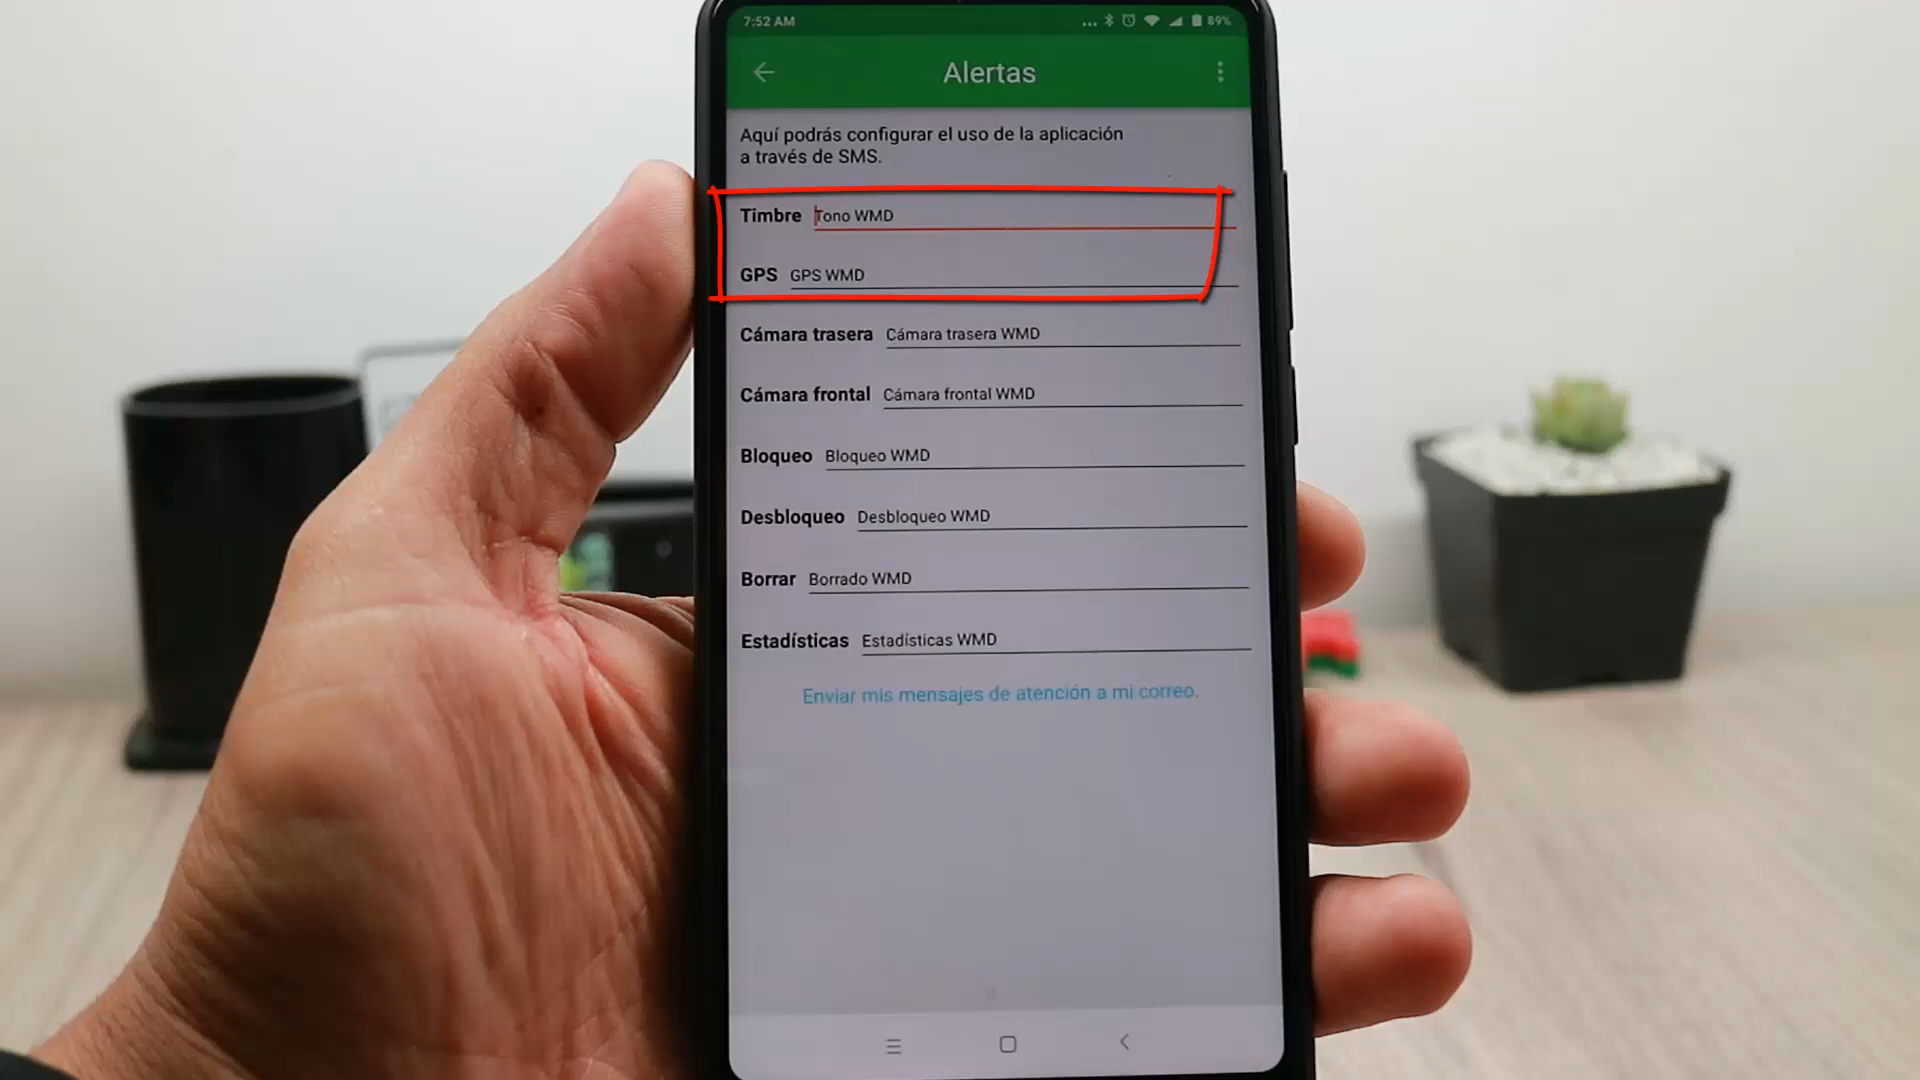 7:52 AM
89%
Alertas
Aquí podrás configurar el uso de la aplicación
a través de SMS.
Timbre Tono WMD
GPS GPS WMD
Cámara trasera Cámara trasera WMD
Cámara frontal Cámara frontal WMD
Bloqueo Bloqueo WMD
Desbloqueo Desbloqueo WMD
Borrar Borrado WMD
Estadísticas Estadísticas WMD
Enviar mis mensajes de atención a mi correo.